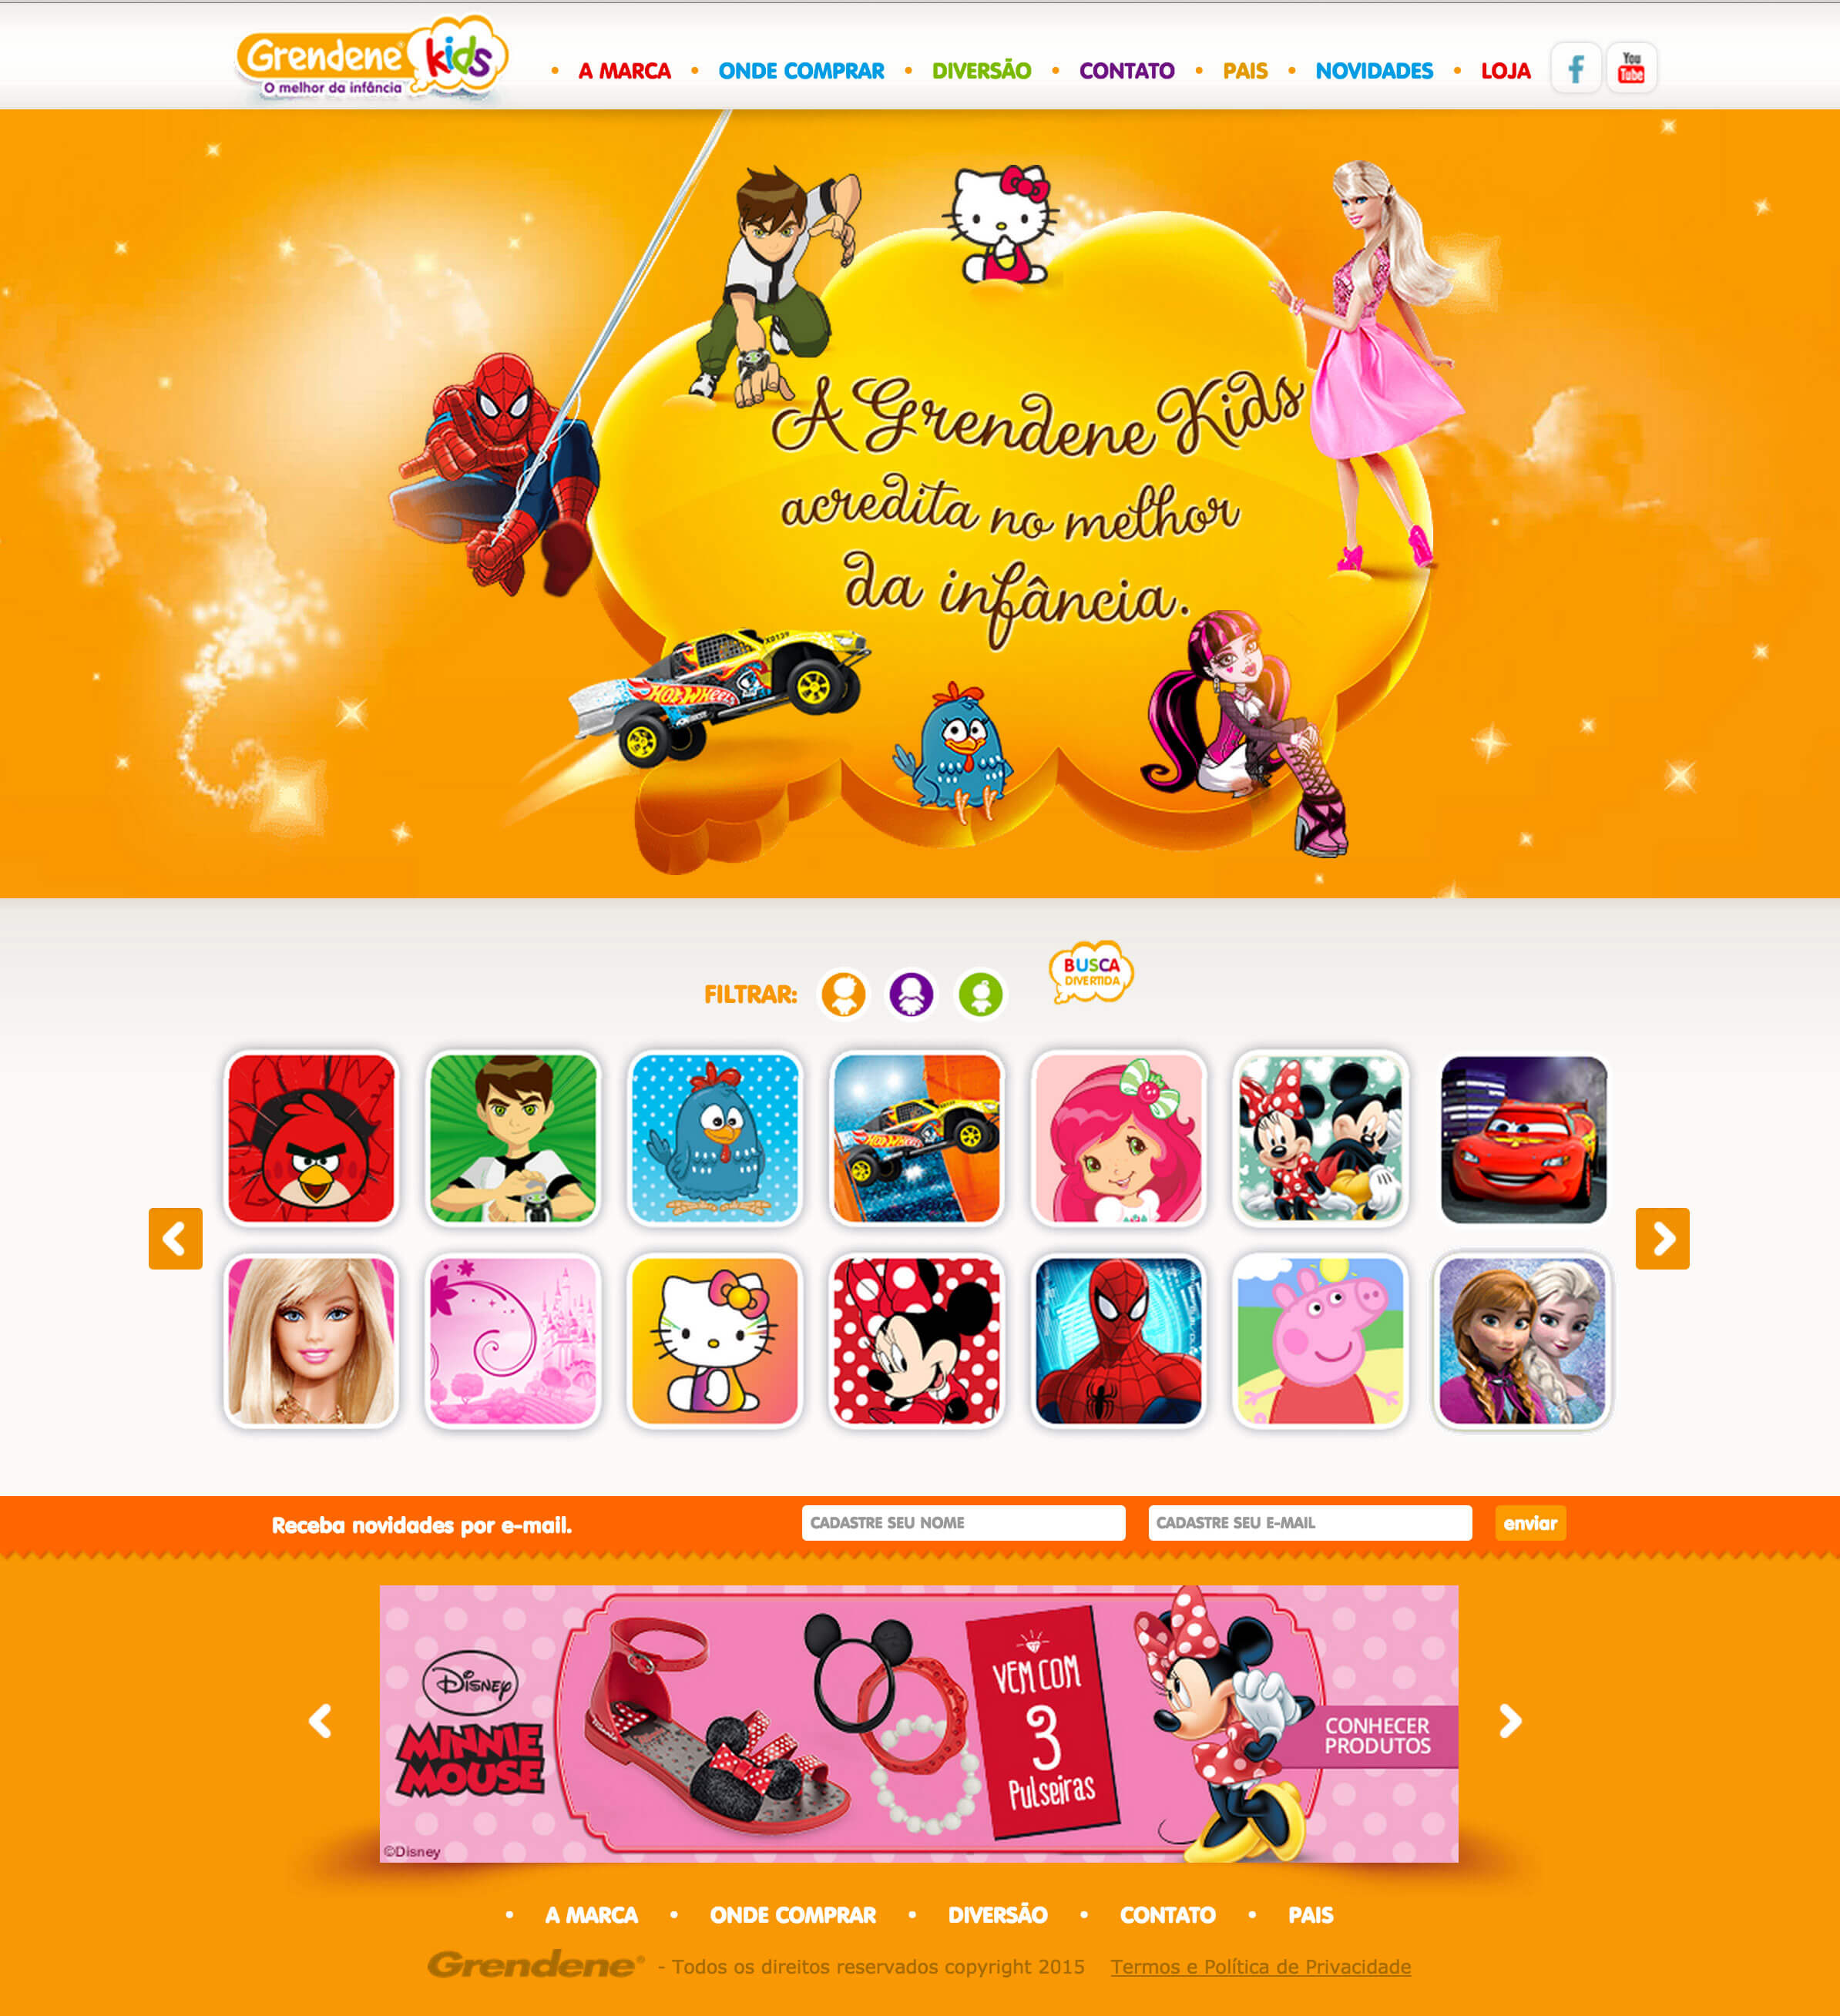 Grendene® kids
O melhor da infância
• A MARCA • ONDE COMPRAR • DIVERSÃO • CONTATO • PAIS • NOVIDADES • LOJA
f
You
Tube
A Grendene Kids
acredita no melhor
da infância.
XD129
HOT WHEELS
FILTRAR:
BUSCA
DIVERTIDA
HOT WHEELS
Receba novidades por e-mail.
CADASTRE SEU NOME
CADASTRE SEU E-MAIL
enviar
DISNEY
MINNIE
MOUSE
VEM COM
3
Pulseiras
CONHECER
PRODUTOS
©Disney
• A MARCA • ONDE COMPRAR • DIVERSÃO • CONTATO • PAIS
Grendene® - Todos os direitos reservados copyright 2015 Termos e Política de Privacidade